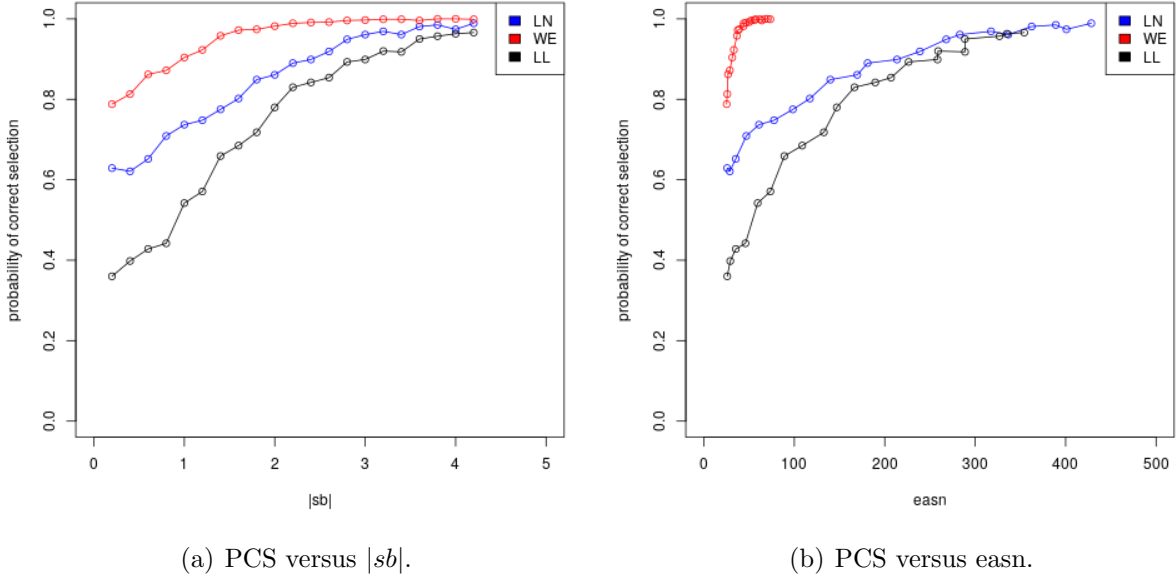 1.0
0.8
0.6
0.4
0.2
0.0
probability of correct selection
LN
WE
LL
0 1 2 3 4 5
|sb|
(a) PCS versus |sb|.
1.0
0.8
0.6
0.4
0.2
0.0
probability of correct selection
LN
WE
LL
0 100 200 300 400 500
easn
(b) PCS versus easn.